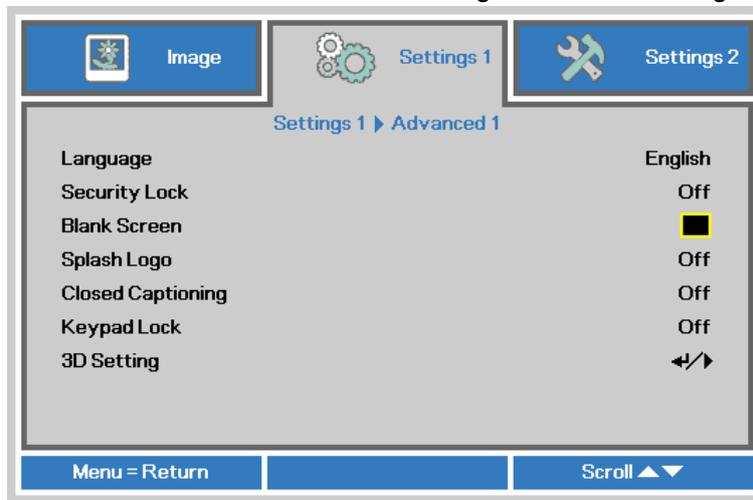 Image
Settings 1
Settings 2
Settings 1 ▶ Advanced 1
Language English
Security Lock Off
Blank Screen
Splash Logo Off
Closed Captioning Off
Keypad Lock Off
3D Setting ↵/▶
Menu = Return
Scroll ▲▼